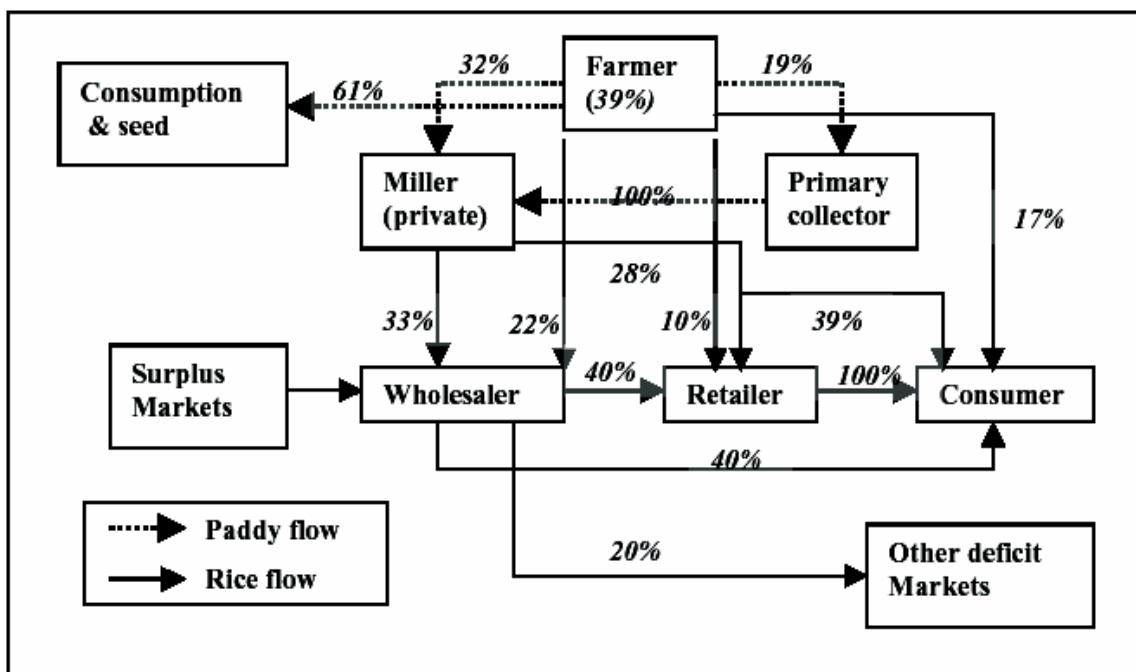 32%
Farmer
(39%)
19%
Consumption
& seed
61%
Miller
(private)
100%
Primary
collector
17%
28%
33%
22%
10%
39%
Surplus
Markets
Wholesaler
40%
Retailer
100%
Consumer
40%
Paddy flow
Rice flow
20%
Other deficit
Markets